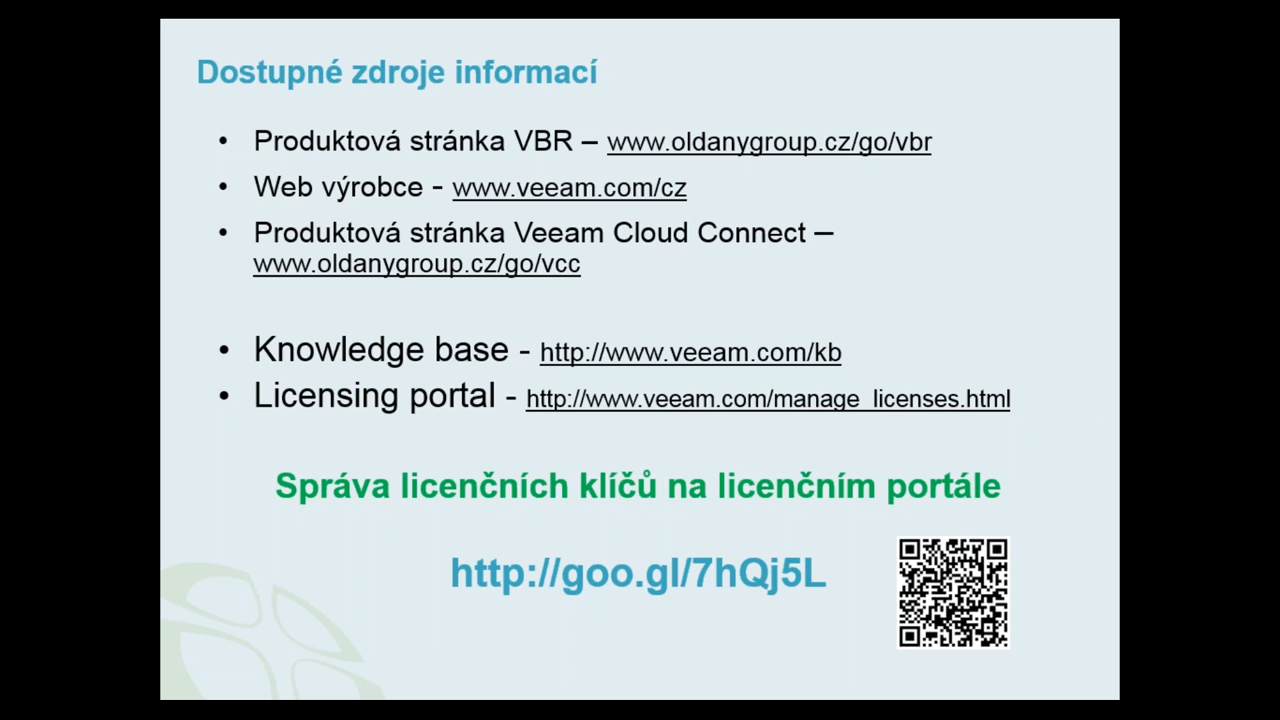 Dostupné zdroje informací
• Produktová stránka VBR – www.oldanygroup.cz/go/vbr
• Web výrobce - www.veeam.com/cz
• Produktová stránka Veeam Cloud Connect –
www.oldanygroup.cz/go/vcc
• Knowledge base - http://www.veeam.com/kb
• Licensing portal - http://www.veeam.com/manage_licenses.html
Správa licenčních klíčů na licenčním portále
http://goo.gl/7hQj5L